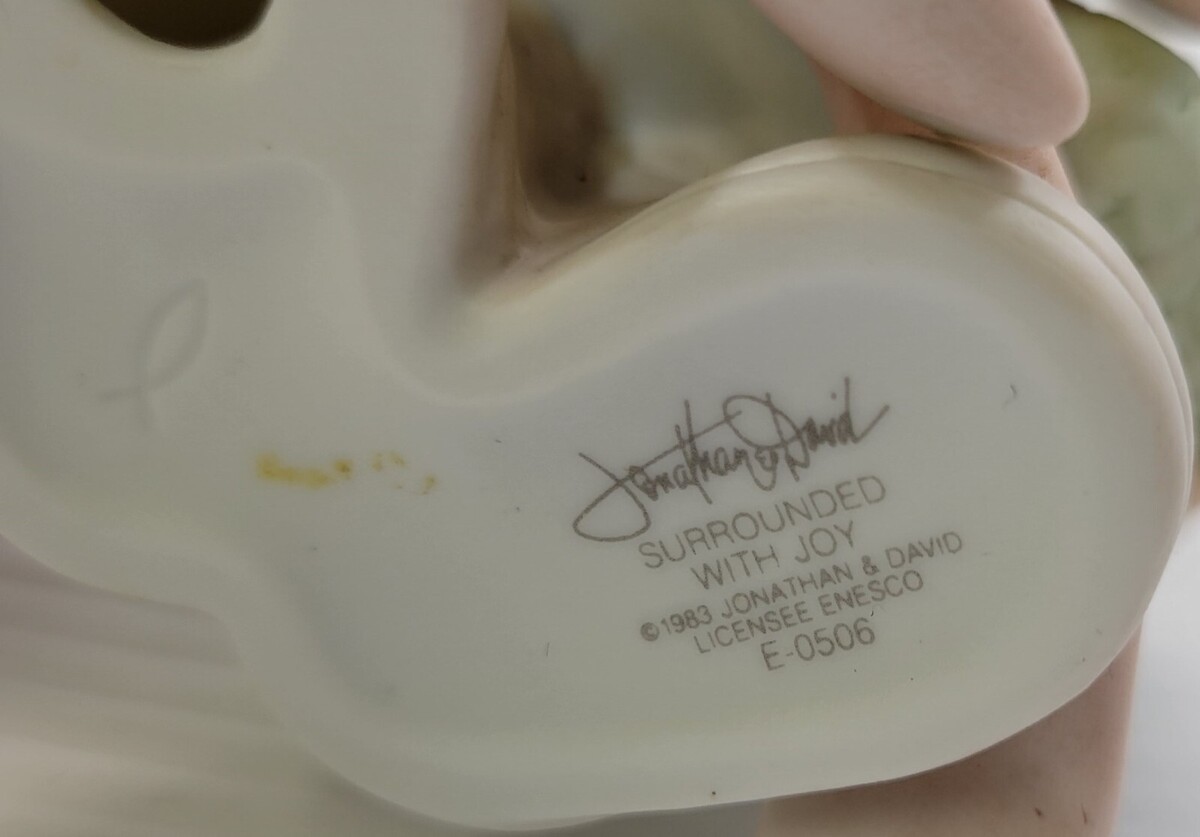 Jonathan & David
SURROUNDED
WITH JOY
©1983 JONATHAN & DAVID
LICENSEE ENESCO
E-0506